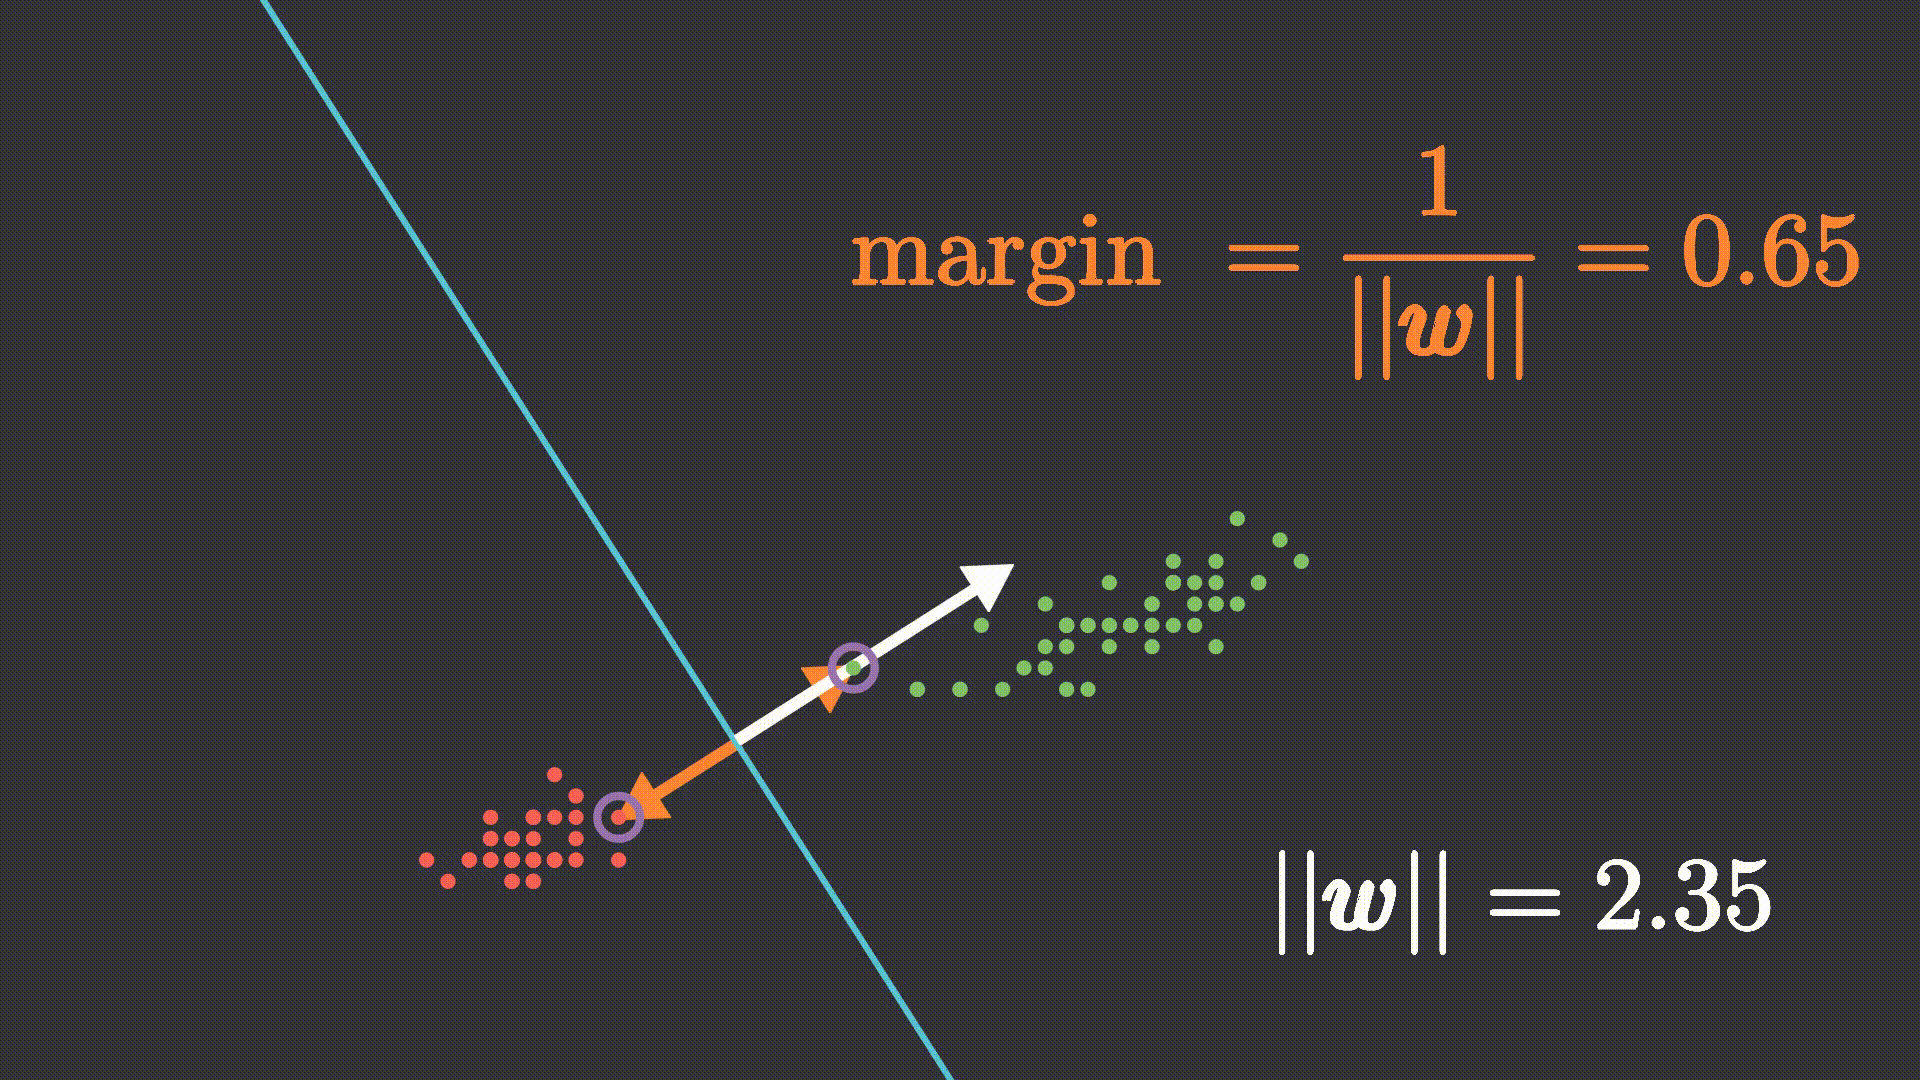 margin = 1/||w|| = 0.65
||w|| = 2.35